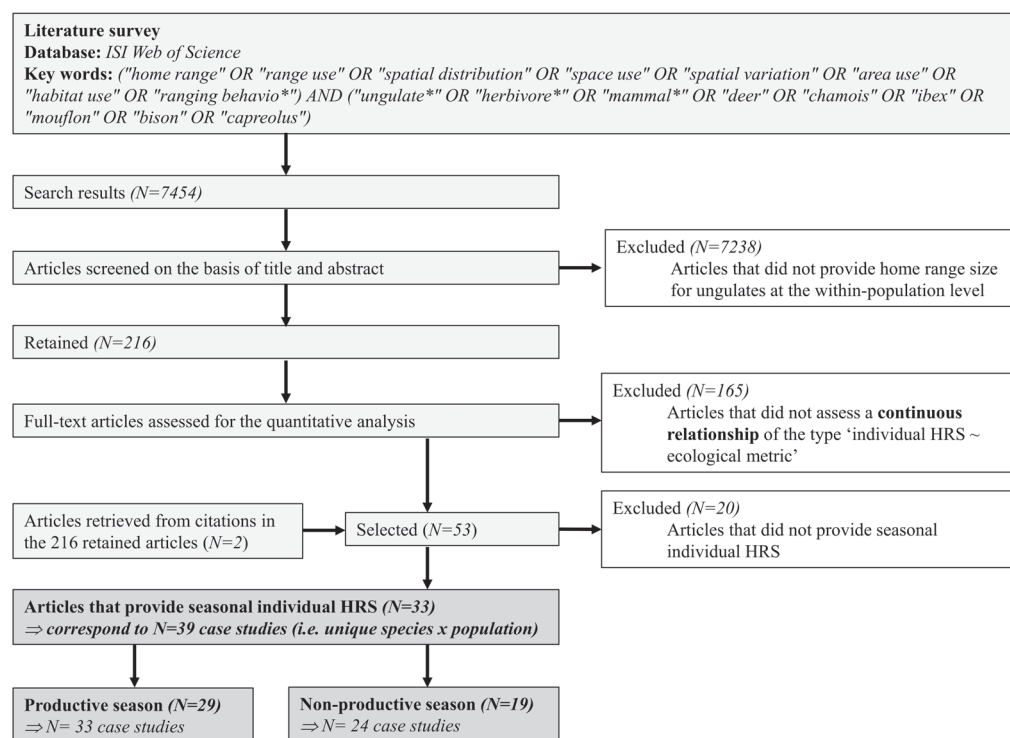 Literature survey
Database: ISI Web of Science
Key words: ("home range" OR "range use" OR "spatial distribution" OR "space use" OR "spatial variation" OR "area use" OR
"habitat use" OR "ranging behavio*") AND ("ungulate*" OR "herbivore*" OR "mammal*" OR "deer" OR "chamois" OR "ibex" OR
"mouflon" OR "bison" OR "capreolus")
Search results (N=7454)
Articles screened on the basis of title and abstract
Excluded (N=7238)
Articles that did not provide home range size
for ungulates at the within-population level
Retained (N=216)
Full-text articles assessed for the quantitative analysis
Excluded (N=165)
Articles that did not assess a continuous
relationship of the type ‘individual HRS ~
ecological metric’
Articles retrieved from citations in
the 216 retained articles (N=2)
Selected (N=53)
Excluded (N=20)
Articles that did not provide seasonal
individual HRS
Articles that provide seasonal individual HRS (N=33)
⇒ correspond to N=39 case studies (i.e. unique species x population)
Productive season (N=29)
⇒ N= 33 case studies
Non-productive season (N=19)
⇒ N= 24 case studies